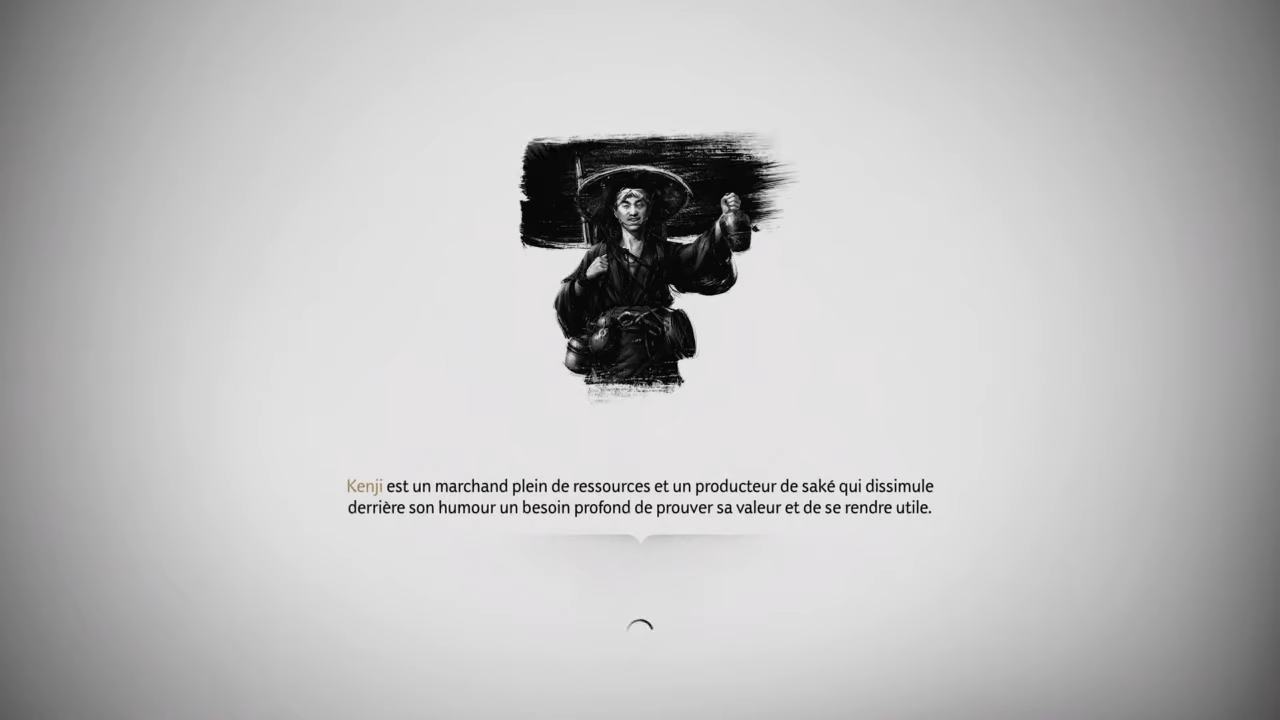 Kenji est un marchand plein de ressources et un producteur de saké qui dissimule
derrière son humour un besoin profond de prouver sa valeur et de se rendre utile.